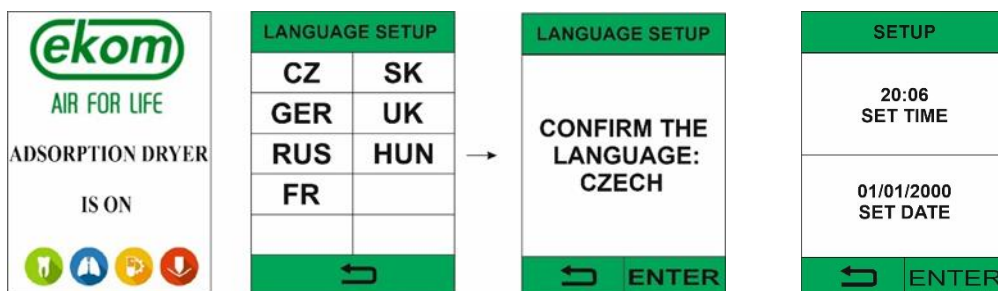 ekom
AIR FOR LIFE
ADSORPTION DRYER
IS ON
LANGUAGE SETUP
CZ SK
GER UK
RUS HUN
FR
LANGUAGE SETUP
CONFIRM THE
LANGUAGE:
CZECH
ENTER
SETUP
20:06
SET TIME
01/01/2000
SET DATE
ENTER